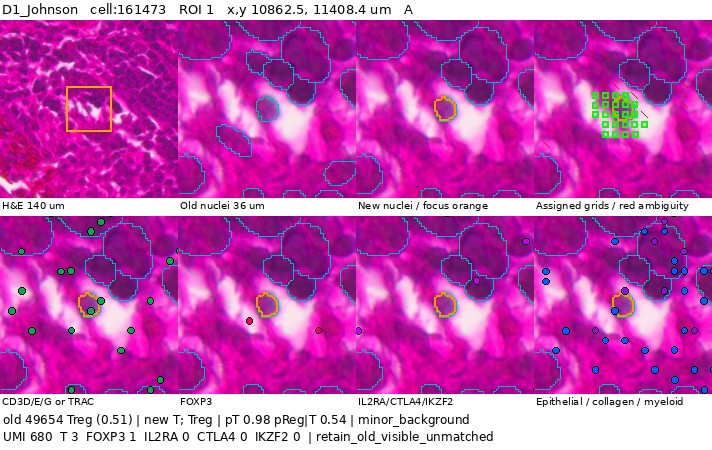 D1_Johnson cell:161473 ROI 1 x,y 10862.5, 11408.4 um A
H&E 140 um
Old nuclei 36 um
New nuclei / focus orange
Assigned grids / red ambiguity
CD3D/E/G or TRAC
FOXP3
IL2RA/CTLA4/IKZF2
Epithelial / collagen / myeloid
old 49654 Treg (0.51) | new T; Treg | pT 0.98 pReg|T 0.54 | minor_background
UMI 680 T 3 FOXP3 1 IL2RA 0 CTLA4 0 IKZF2 0 | retain_old_visible_unmatched